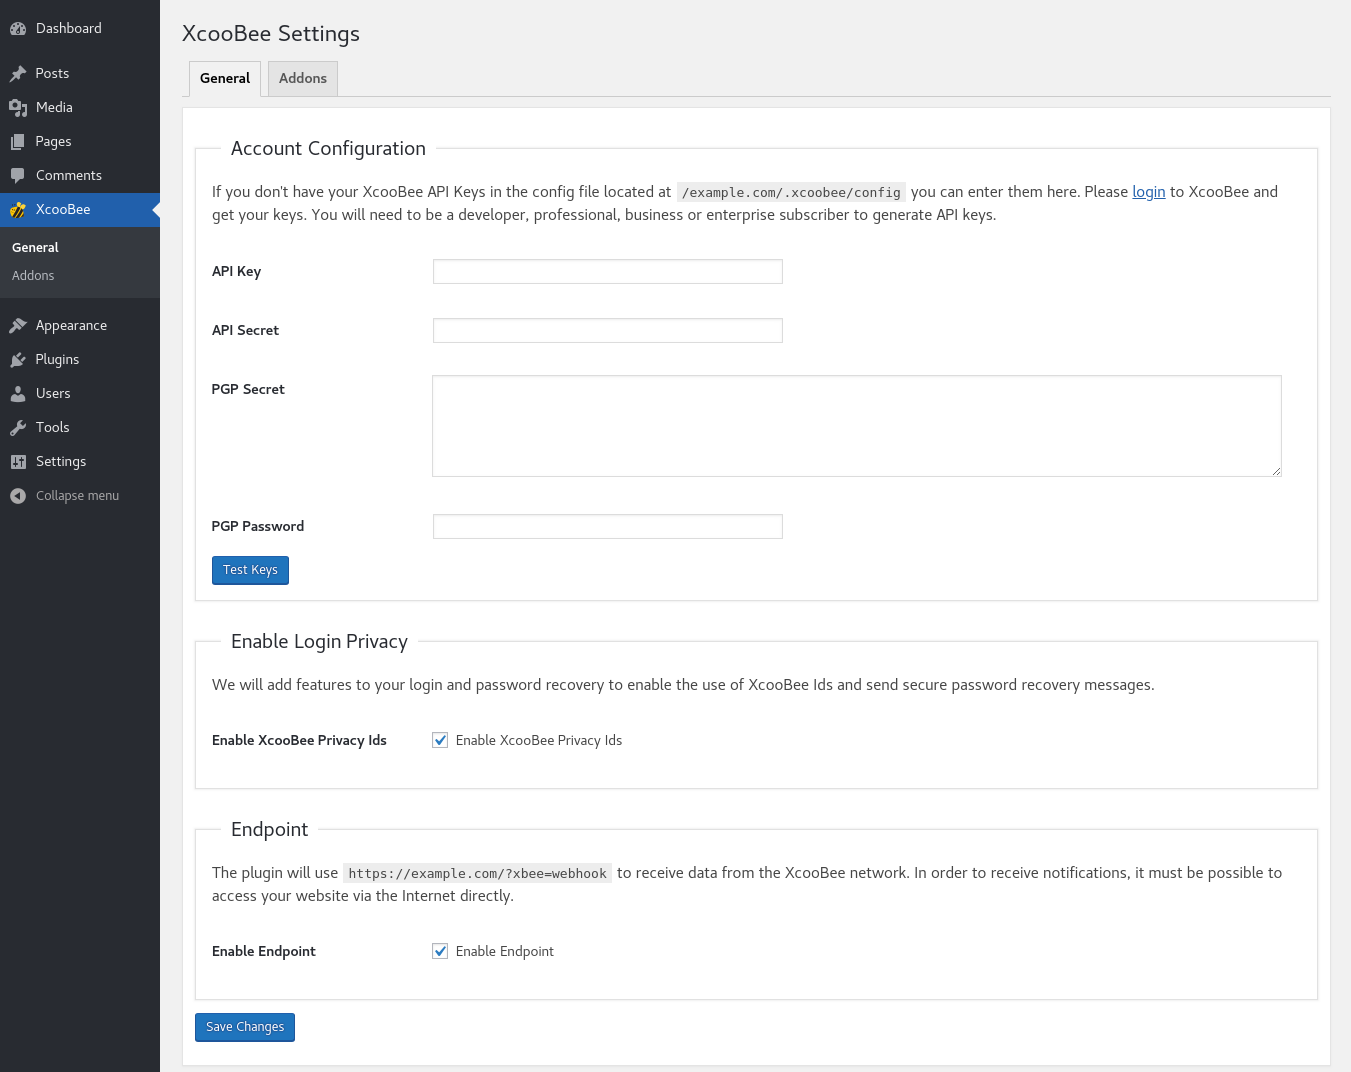 Dashboard
Posts
Media
Pages
Comments
XcooBee
General
Addons
Appearance
Plugins
Users
Tools
Settings
Collapse menu
XcooBee Settings
General
Addons
Account Configuration
If you don't have your XcooBee API Keys in the config file located at /example.com/.xcoobee/config you can enter them here. Please login to XcooBee and
get your keys. You will need to be a developer, professional, business or enterprise subscriber to generate API keys.
API Key
API Secret
PGP Secret
PGP Password
Test Keys
Enable Login Privacy
We will add features to your login and password recovery to enable the use of XcooBee Ids and send secure password recovery messages.
Enable XcooBee Privacy Ids Enable XcooBee Privacy Ids
Endpoint
The plugin will use https://example.com/?xbee=webhook to receive data from the XcooBee network. In order to receive notifications, it must be possible to
access your website via the Internet directly.
Enable Endpoint Enable Endpoint
Save Changes